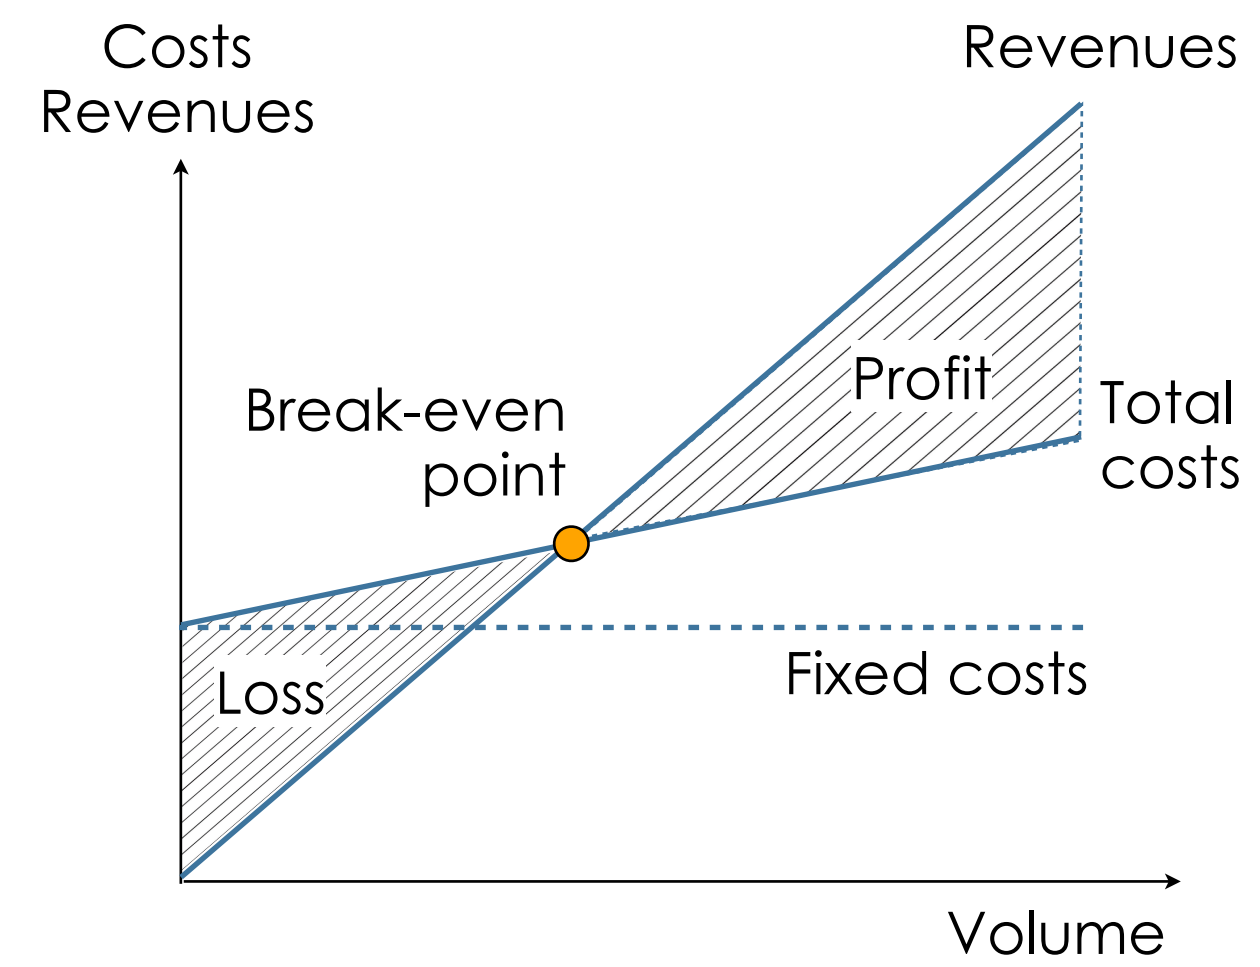 Costs
Revenues
Revenues
Break-even
point
Profit
Total
costs
Loss
Fixed costs
Volume